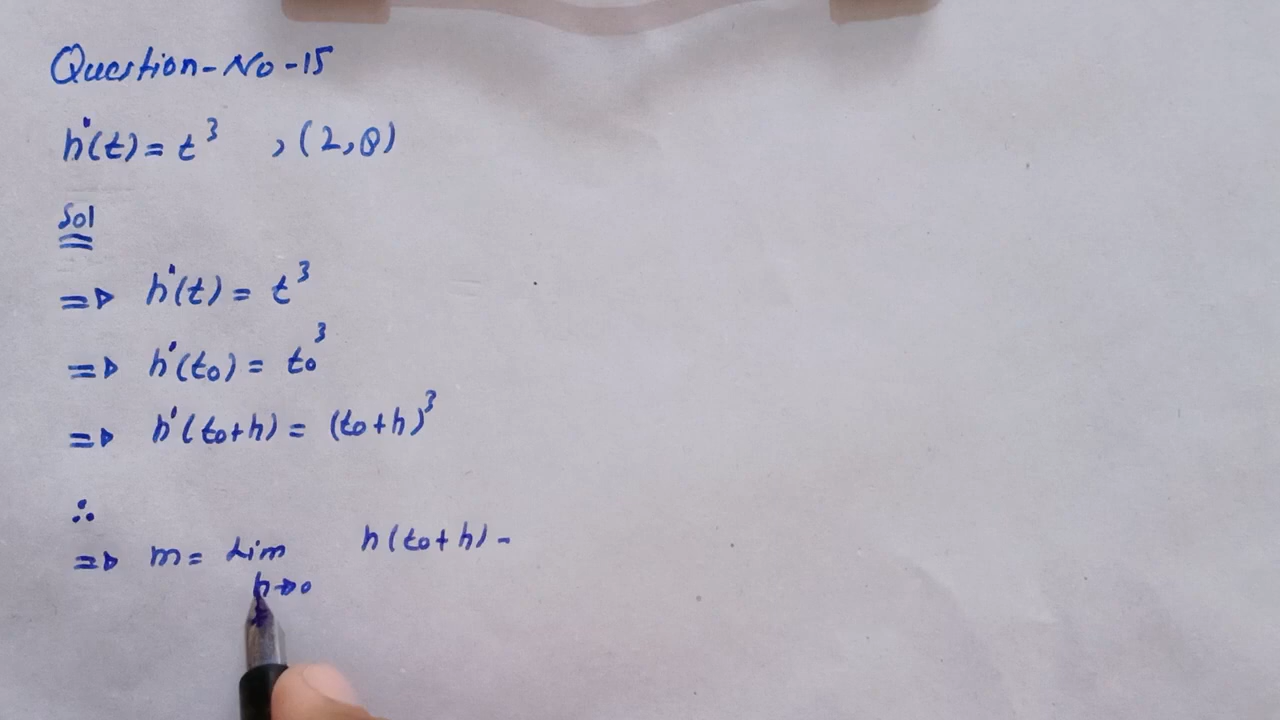 Question-No-15
h'(t) = t³ , (2, 8)
Sol
⇒ h'(t) = t³
⇒ h'(t₀) = t₀³
⇒ h'(t₀+h) = (t₀+h)³
∴
⇒ m = Lim h(t₀+h) -
h→0